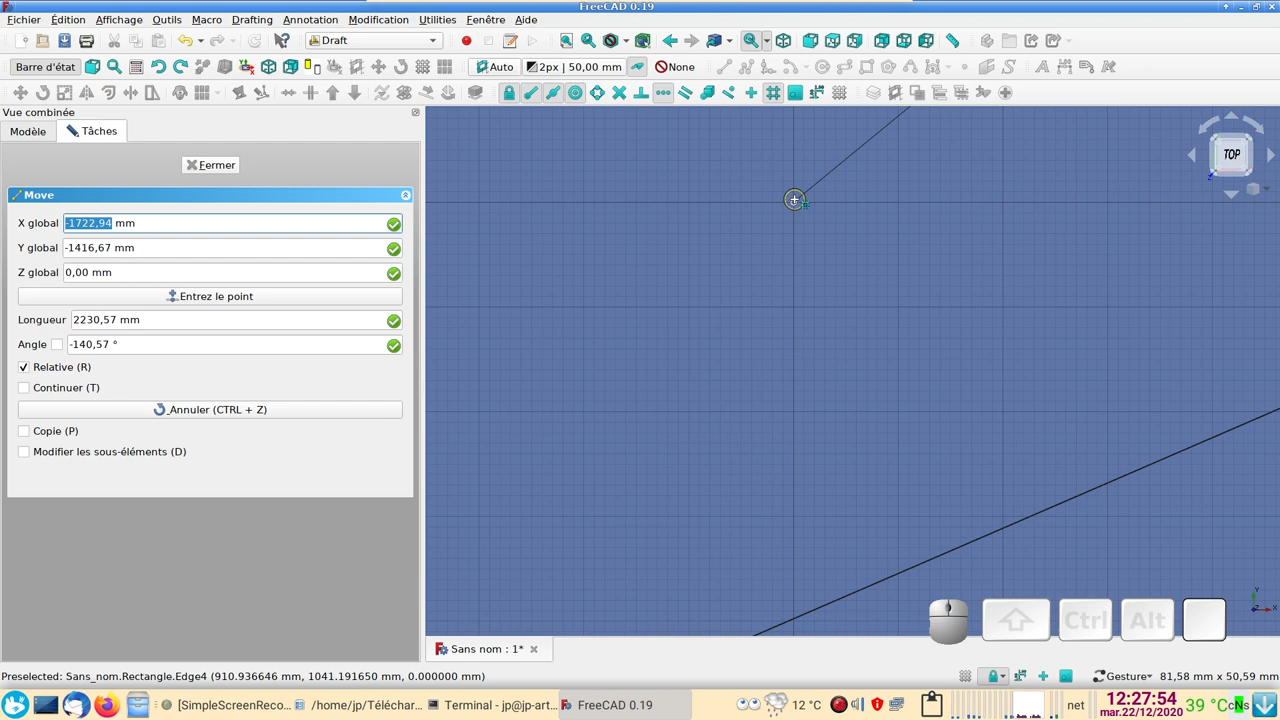 FreeCAD 0.19
Fichier Édition Affichage Outils Macro Drafting Annotation Modification Utilities Fenêtre Aide
Draft
Barre d'état Auto 2px | 50,00 mm None
Vue combinée
Modèle Tâches
Fermer
Move
X global -1722,94 mm
Y global -1416,67 mm
Z global 0,00 mm
Entrez le point
Longueur 2230,57 mm
Angle -140,57 °
Relative (R)
Continuer (T)
Annuler (CTRL + Z)
Copie (P)
Modifier les sous-éléments (D)
TOP
Ctrl Alt
Sans nom : 1*
Preselected: Sans_nom.Rectangle.Edge4 (910.936646 mm, 1041.191650 mm, 0.000000 mm) Gesture 81,58 mm x 50,59 mm
[SimpleScreenReco... /home/jp/Téléchar... Terminal - jp@jp-art... FreeCAD 0.19 12 °C net 12:27:54 39 °C
mar.22/12/2020